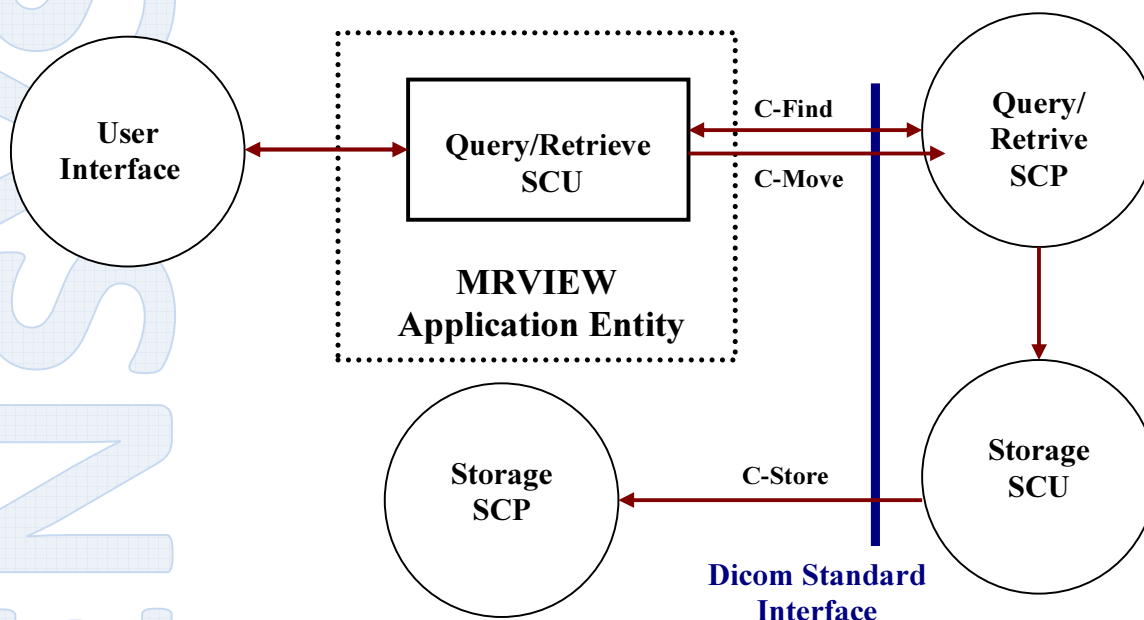 User
Interface
Query/Retrieve
SCU
MRVIEW
Application Entity
C-Find
C-Move
Query/
Retrive
SCP
Storage
SCP
C-Store
Storage
SCU
Dicom Standard
Interface